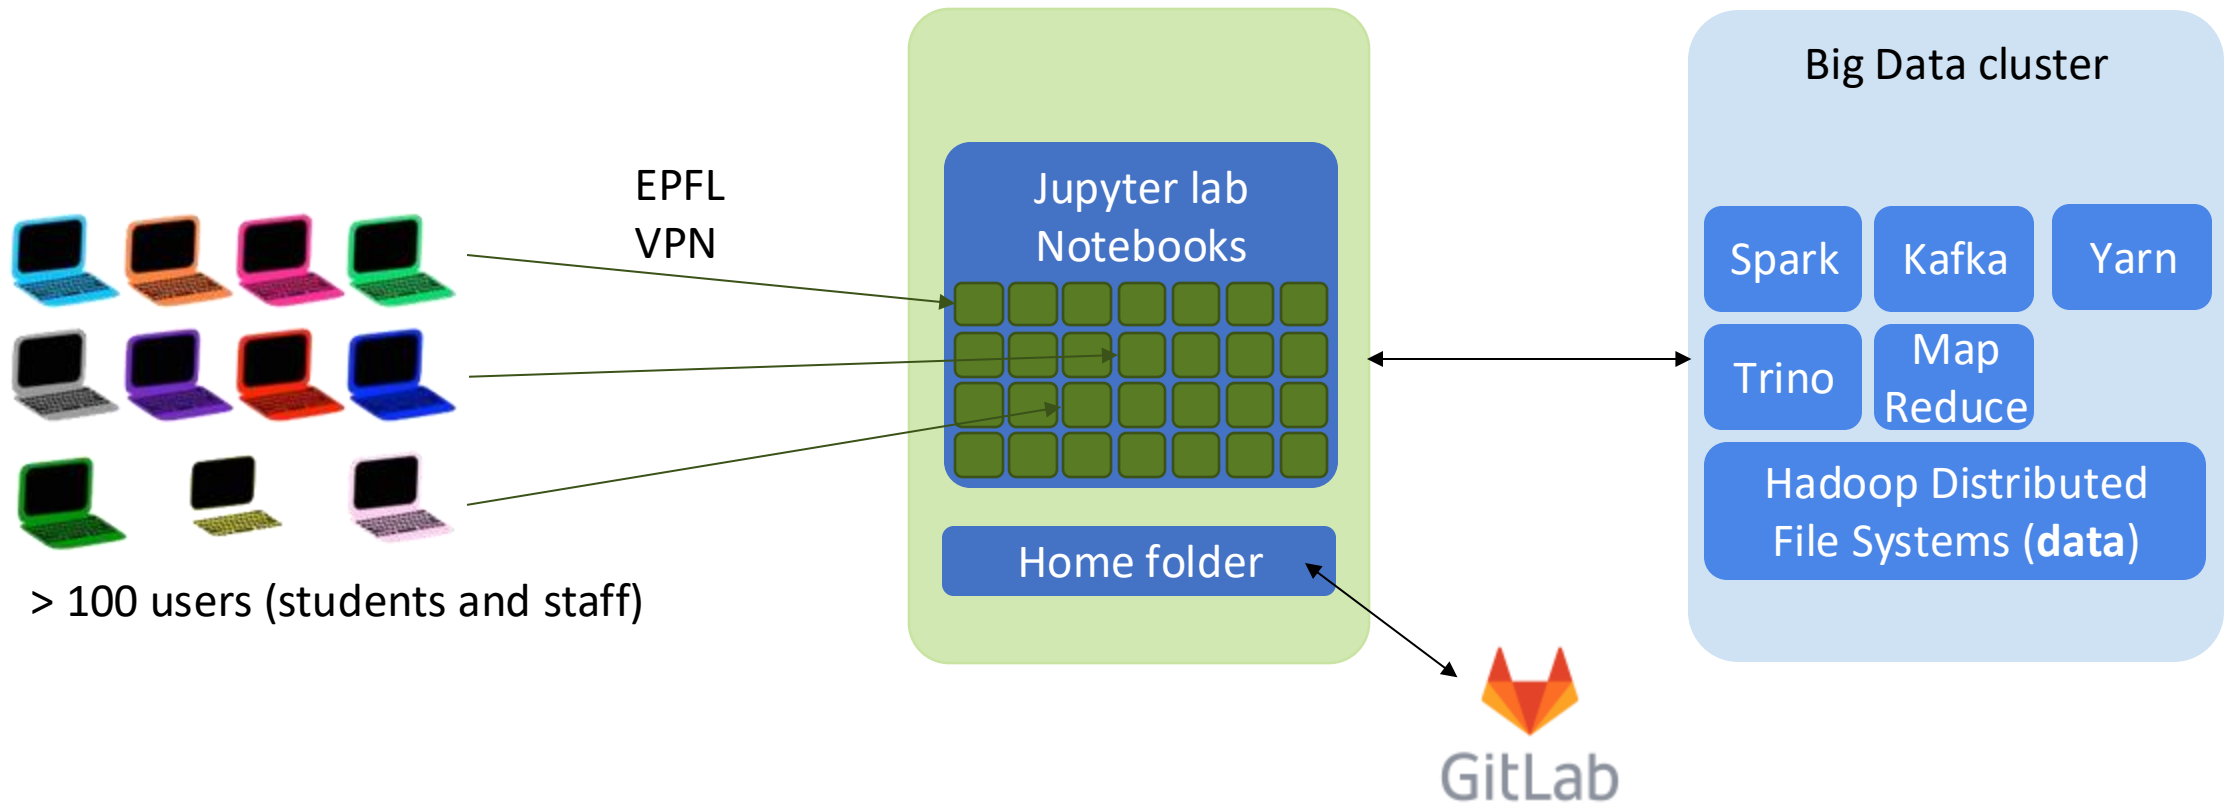 EPFL
VPN
> 100 users (students and staff)
Jupyter lab
Notebooks
Home folder
GitLab
Big Data cluster
Spark
Kafka
Yarn
Trino
Map
Reduce
Hadoop Distributed
File Systems (data)